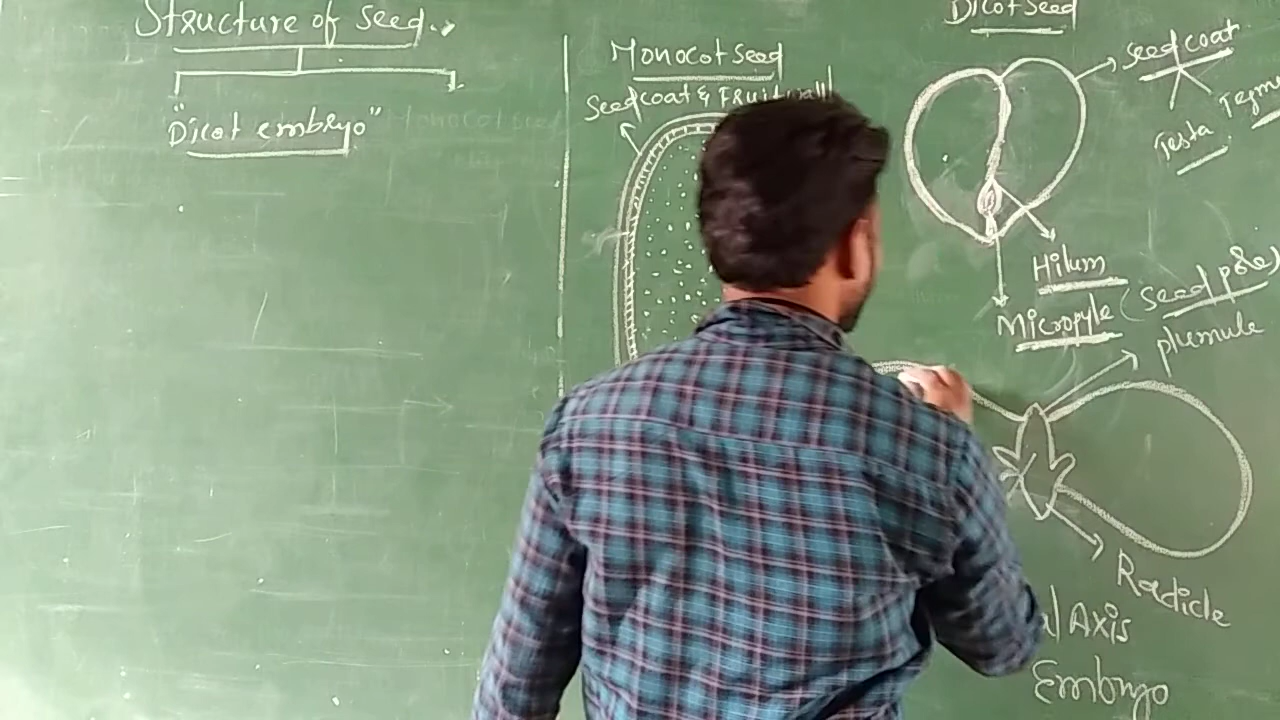 Structure of seed.
"Dicot embryo"
Monocot Seed
Monocot Seed
Seed coat & Fruit wall
Dicot Seed
Seed coat
Testa
Hilum
Micropyle (Seed pore)
plumule
Radicle
Axis
Embryo